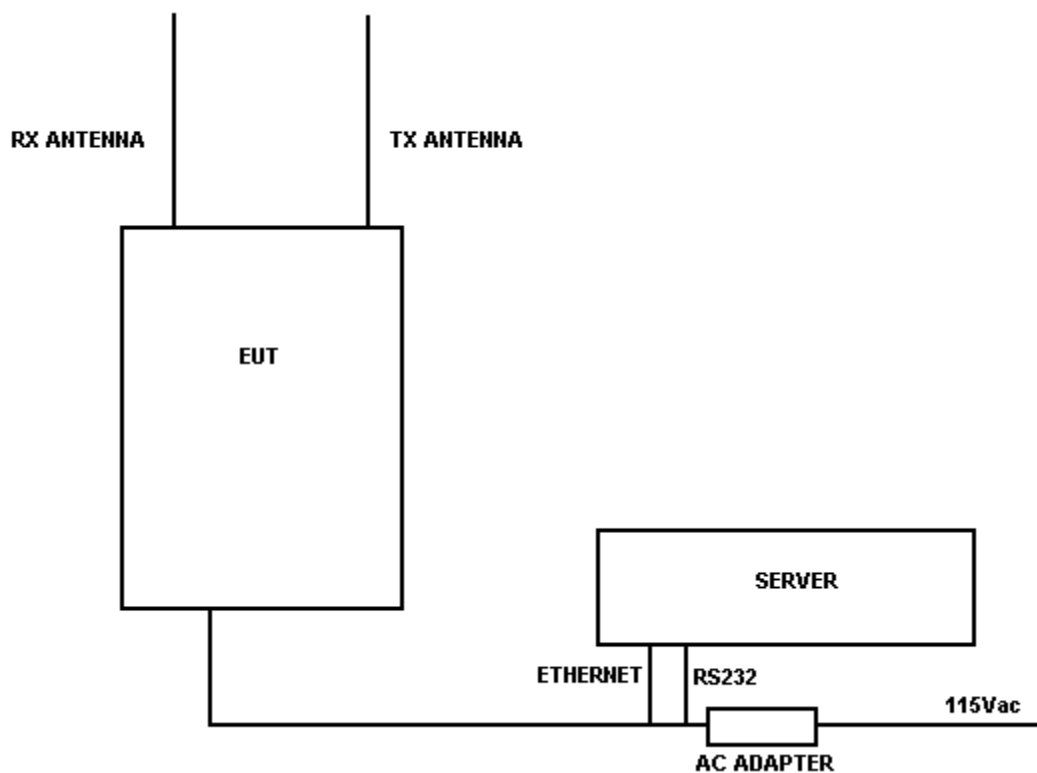 RX ANTENNA
TX ANTENNA
EUT
SERVER
ETHERNET
RS232
115Vac
AC ADAPTER